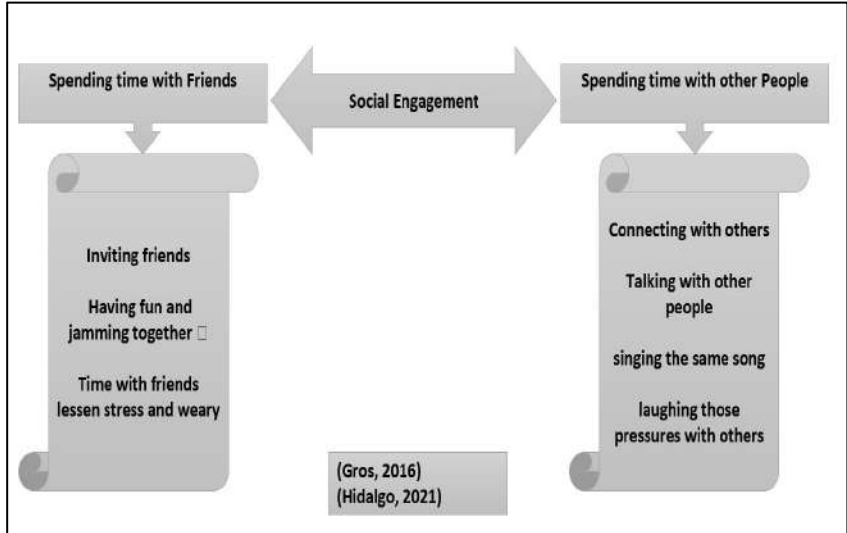 Spending time with Friends
Social Engagement
Spending time with other People
Inviting friends
Having fun and
jamming together □
Time with friends
lessen stress and weary
Connecting with others
Talking with other
people
singing the same song
laughing those
pressures with others
(Gros, 2016)
(Hidalgo, 2021)